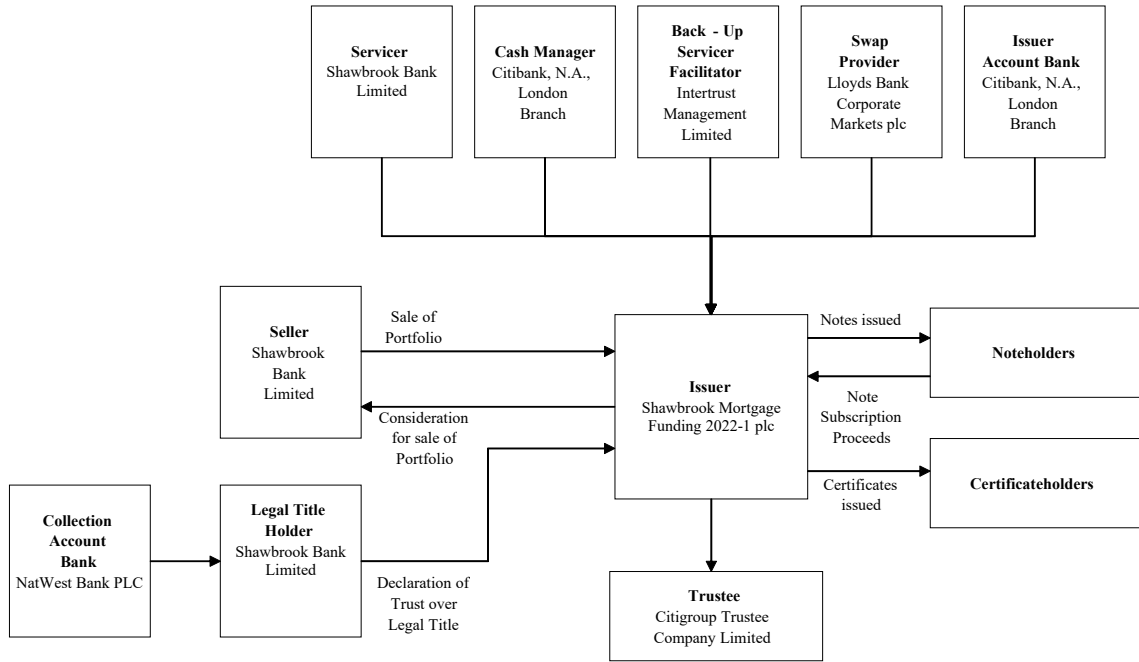 Servicer
Shawbrook Bank
Limited
Cash Manager
Citibank, N.A.,
London
Branch
Back - Up
Servicer
Facilitator
Intertrust
Management
Limited
Swap
Provider
Lloyds Bank
Corporate
Markets plc
Issuer
Account Bank
Citibank, N.A.,
London
Branch
Seller
Shawbrook
Bank
Limited
Sale of
Portfolio
Consideration
for sale of
Portfolio
Issuer
Shawbrook Mortgage
Funding 2022-1 plc
Notes issued
Note
Subscription
Proceeds
Noteholders
Certificates
issued
Certificateholders
Collection
Account
Bank
NatWest Bank PLC
Legal Title
Holder
Shawbrook Bank
Limited
Declaration of
Trust over
Legal Title
Trustee
Citigroup Trustee
Company Limited